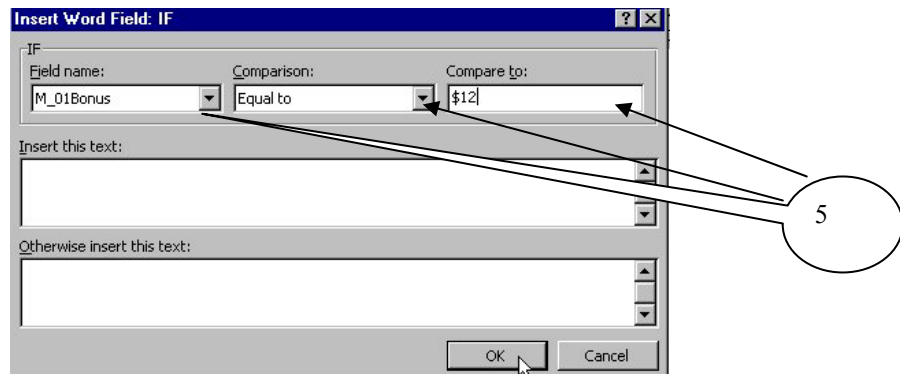 Insert Word Field: IF
IF
Field name: Comparison: Compare to:
M_01Bonus Equal to $12
Insert this text:
5
Otherwise insert this text:
OK Cancel